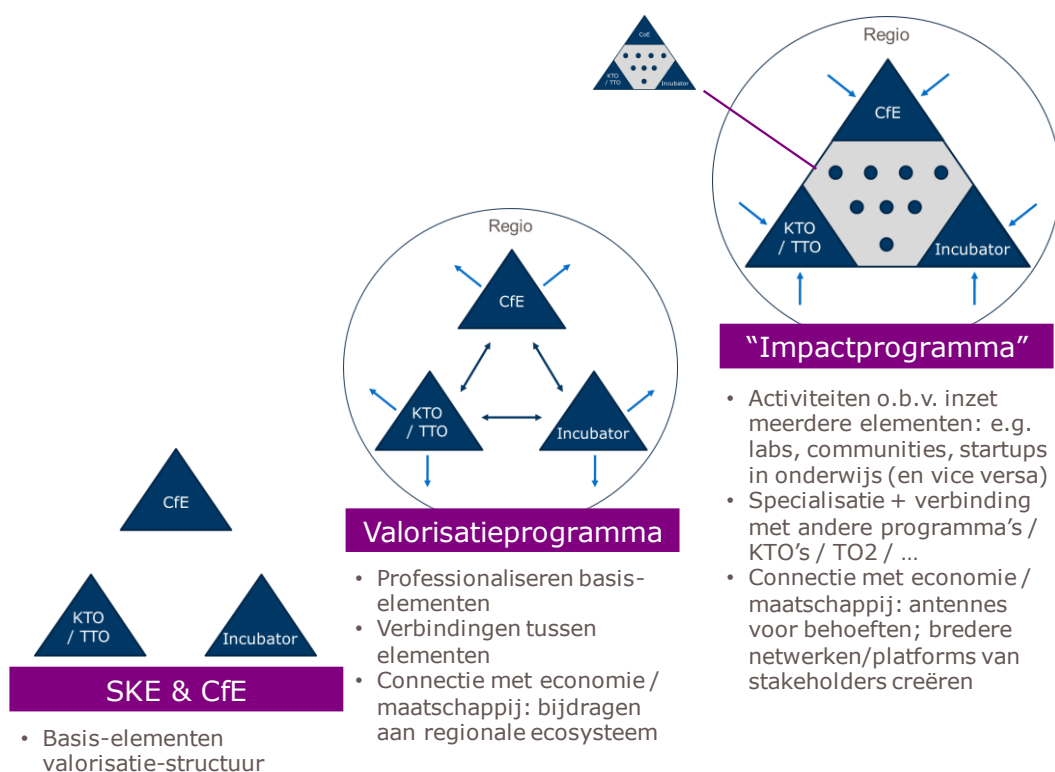 CoE
KTO
/ TTO
Incubator
Regio
CfE
KTO
/ TTO
Incubator
“Impactprogramma”
• Activiteiten o.b.v. inzet
meerdere elementen: e.g.
labs, communities, startups
in onderwijs (en vice versa)
• Specialisatie + verbinding
met andere programma’s /
KTO’s / TO2 / ...
• Connectie met economie /
maatschappij: antennes
voor behoeften; bredere
netwerken/platforms van
stakeholders creëren
Regio
CfE
KTO
/ TTO
Incubator
Valorisatieprogramma
• Professionaliseren basis-
elementen
• Verbindingen tussen
elementen
• Connectie met economie /
maatschappij: bijdragen
aan regionale ecosysteem
CfE
KTO
/ TTO
Incubator
SKE & CfE
• Basis-elementen
valorisatie-structuur